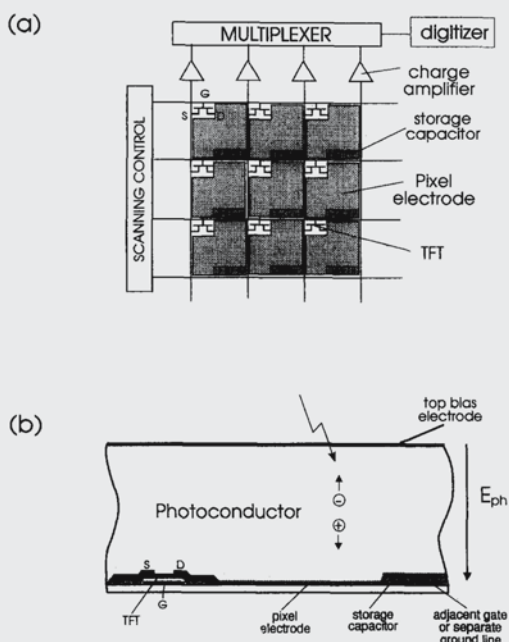 (a)
MULTIPLEXER
digitizer
charge
amplifier
G
S D
storage
capacitor
SCANNING CONTROL
Pixel
electrode
TFT
(b)
top bias
electrode
Photoconductor
−
+
E_ph
S D
TFT
G
pixel
electrode
storage
capacitor
adjacent gate
or separate
ground line